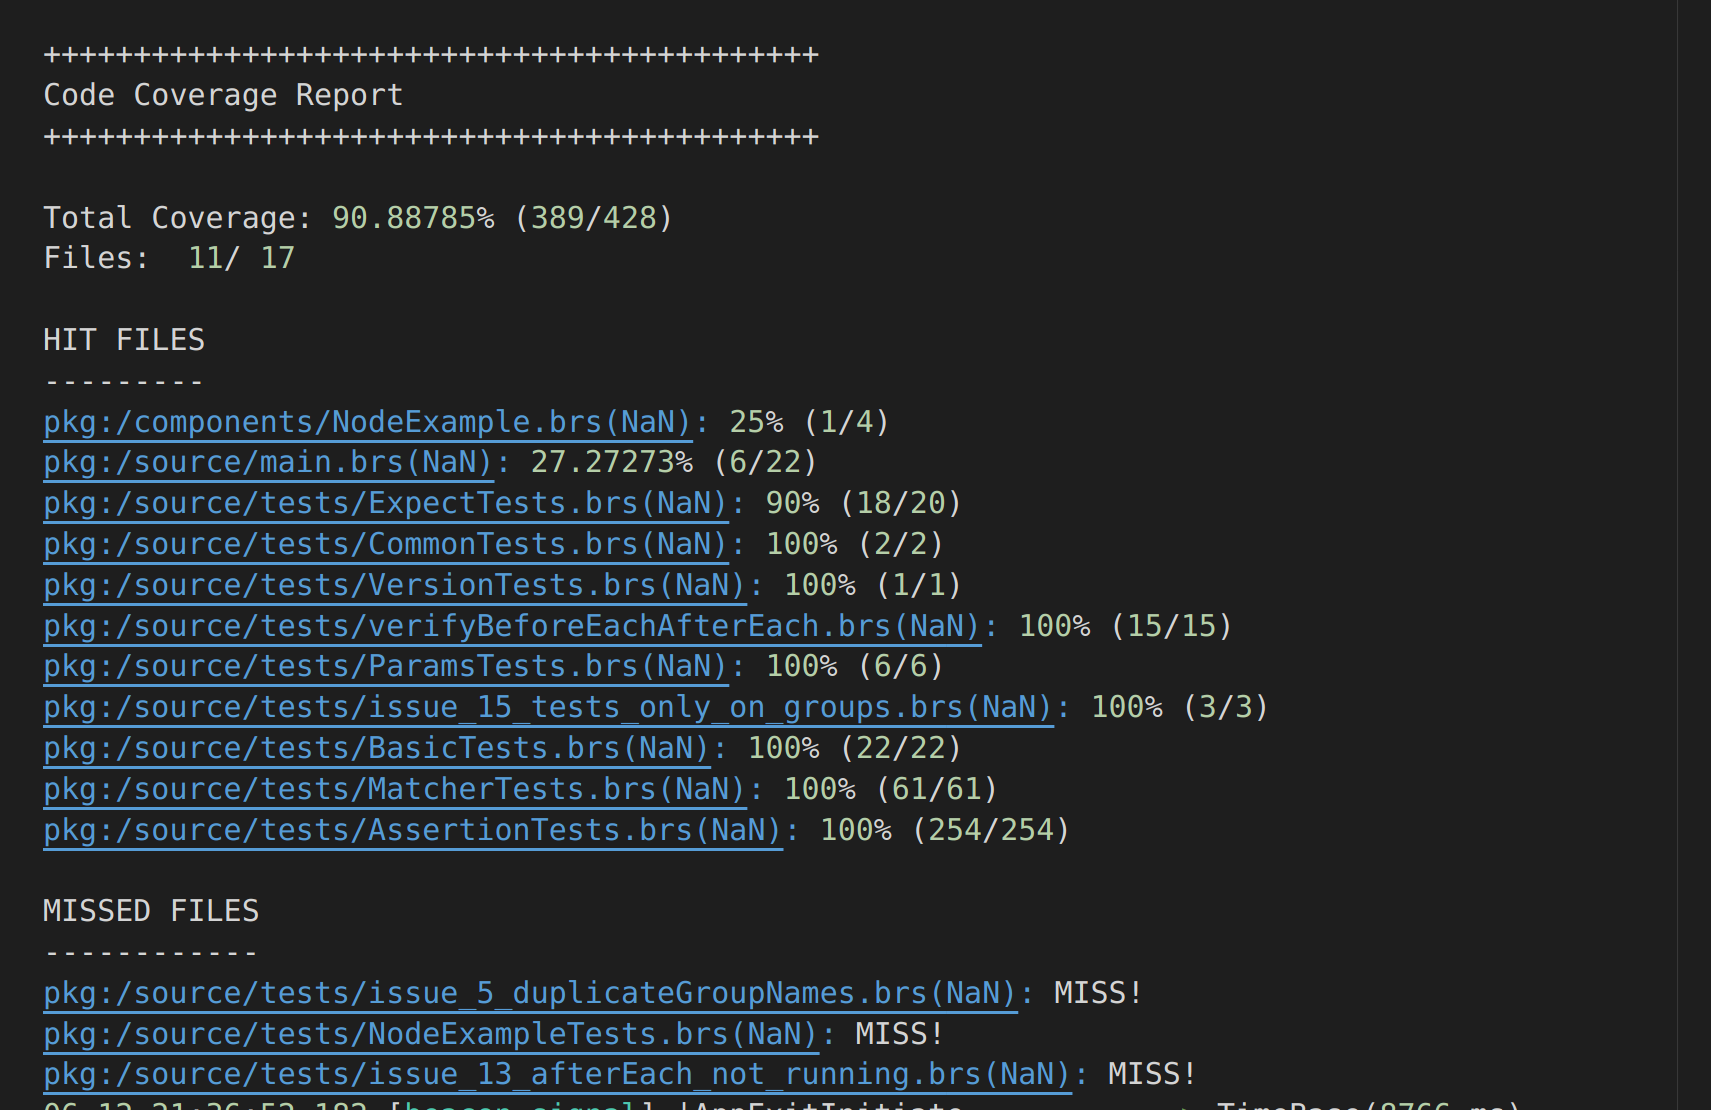 +++++++++++++++++++++++++++++++++++++++++++
Code Coverage Report
+++++++++++++++++++++++++++++++++++++++++++
Total Coverage: 90.88785% (389/428)
Files:  11/ 17
HIT FILES
---------
pkg:/components/NodeExample.brs(NaN): 25% (1/4)
pkg:/source/main.brs(NaN): 27.27273% (6/22)
pkg:/source/tests/ExpectTests.brs(NaN): 90% (18/20)
pkg:/source/tests/CommonTests.brs(NaN): 100% (2/2)
pkg:/source/tests/VersionTests.brs(NaN): 100% (1/1)
pkg:/source/tests/verifyBeforeEachAfterEach.brs(NaN): 100% (15/15)
pkg:/source/tests/ParamsTests.brs(NaN): 100% (6/6)
pkg:/source/tests/issue_15_tests_only_on_groups.brs(NaN): 100% (3/3)
pkg:/source/tests/BasicTests.brs(NaN): 100% (22/22)
pkg:/source/tests/MatcherTests.brs(NaN): 100% (61/61)
pkg:/source/tests/AssertionTests.brs(NaN): 100% (254/254)
MISSED FILES
------------
pkg:/source/tests/issue_5_duplicateGroupNames.brs(NaN): MISS!
pkg:/source/tests/NodeExampleTests.brs(NaN): MISS!
pkg:/source/tests/issue_13_afterEach_not_running.brs(NaN): MISS!
[beacon.signal] |AppExitInitiate TimeBase(8766 ms)